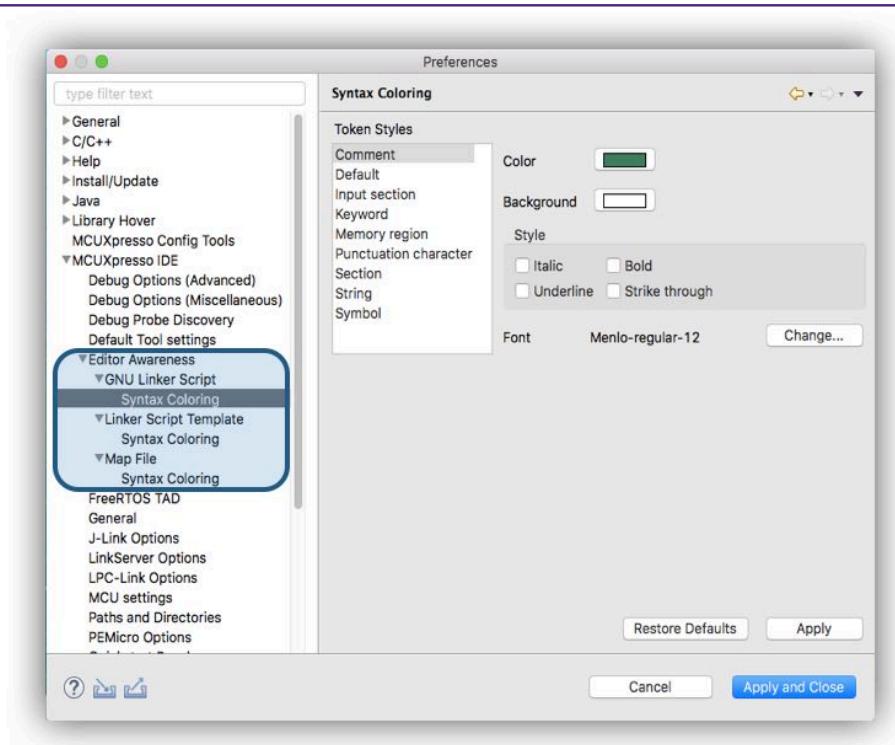 Preferences
type filter text
General
C/C++
Help
Install/Update
Java
Library Hover
MCUXpresso Config Tools
MCUXpresso IDE
Debug Options (Advanced)
Debug Options (Miscellaneous)
Debug Probe Discovery
Default Tool settings
Editor Awareness
GNU Linker Script
Syntax Coloring
Linker Script Template
Syntax Coloring
Map File
Syntax Coloring
FreeRTOS TAD
General
J-Link Options
LinkServer Options
LPC-Link Options
MCU settings
Paths and Directories
PEMicro Options
Syntax Coloring
Token Styles
Comment
Default
Input section
Keyword
Memory region
Punctuation character
Section
String
Symbol
Color
Background
Style
Italic Bold
Underline Strike through
Font Menlo-regular-12 Change...
Restore Defaults Apply
? Cancel Apply and Close